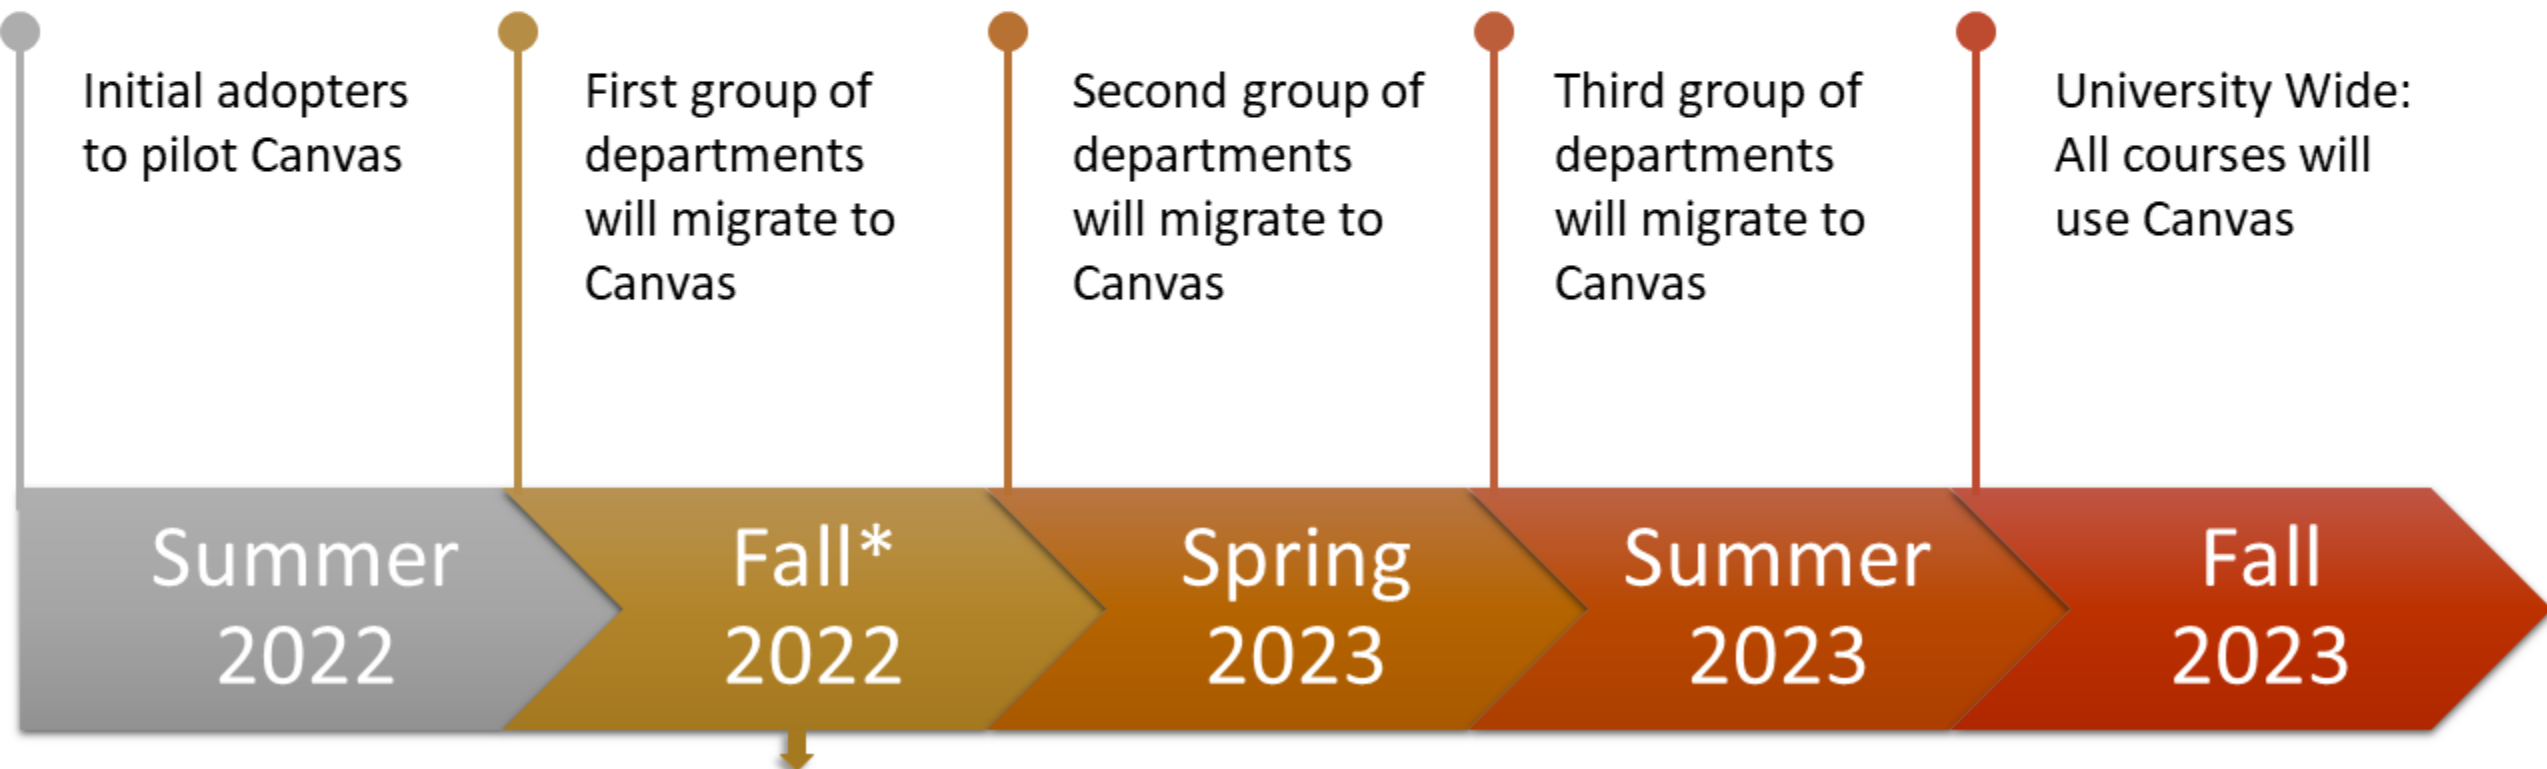 Initial adopters
to pilot Canvas
First group of
departments
will migrate to
Canvas
Second group of
departments
will migrate to
Canvas
Third group of
departments
will migrate to
Canvas
University Wide:
All courses will
use Canvas
Summer
2022
Fall*
2022
Spring
2023
Summer
2023
Fall
2023